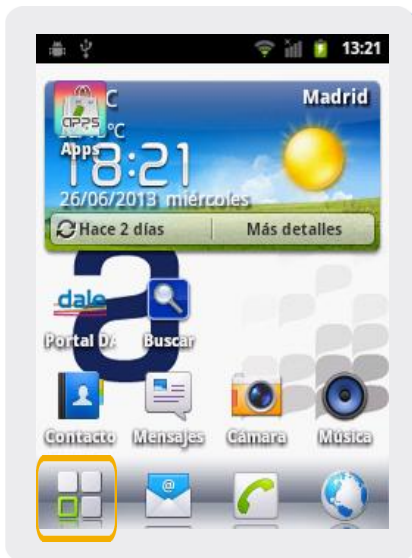 13:21
Madrid
°C
apps
Apps
18:21
26/06/2013 miércoles
Hace 2 días
Más detalles
a
dale
Portal DA
Buscar
Contacto
Mensajes
Cámara
Música
@